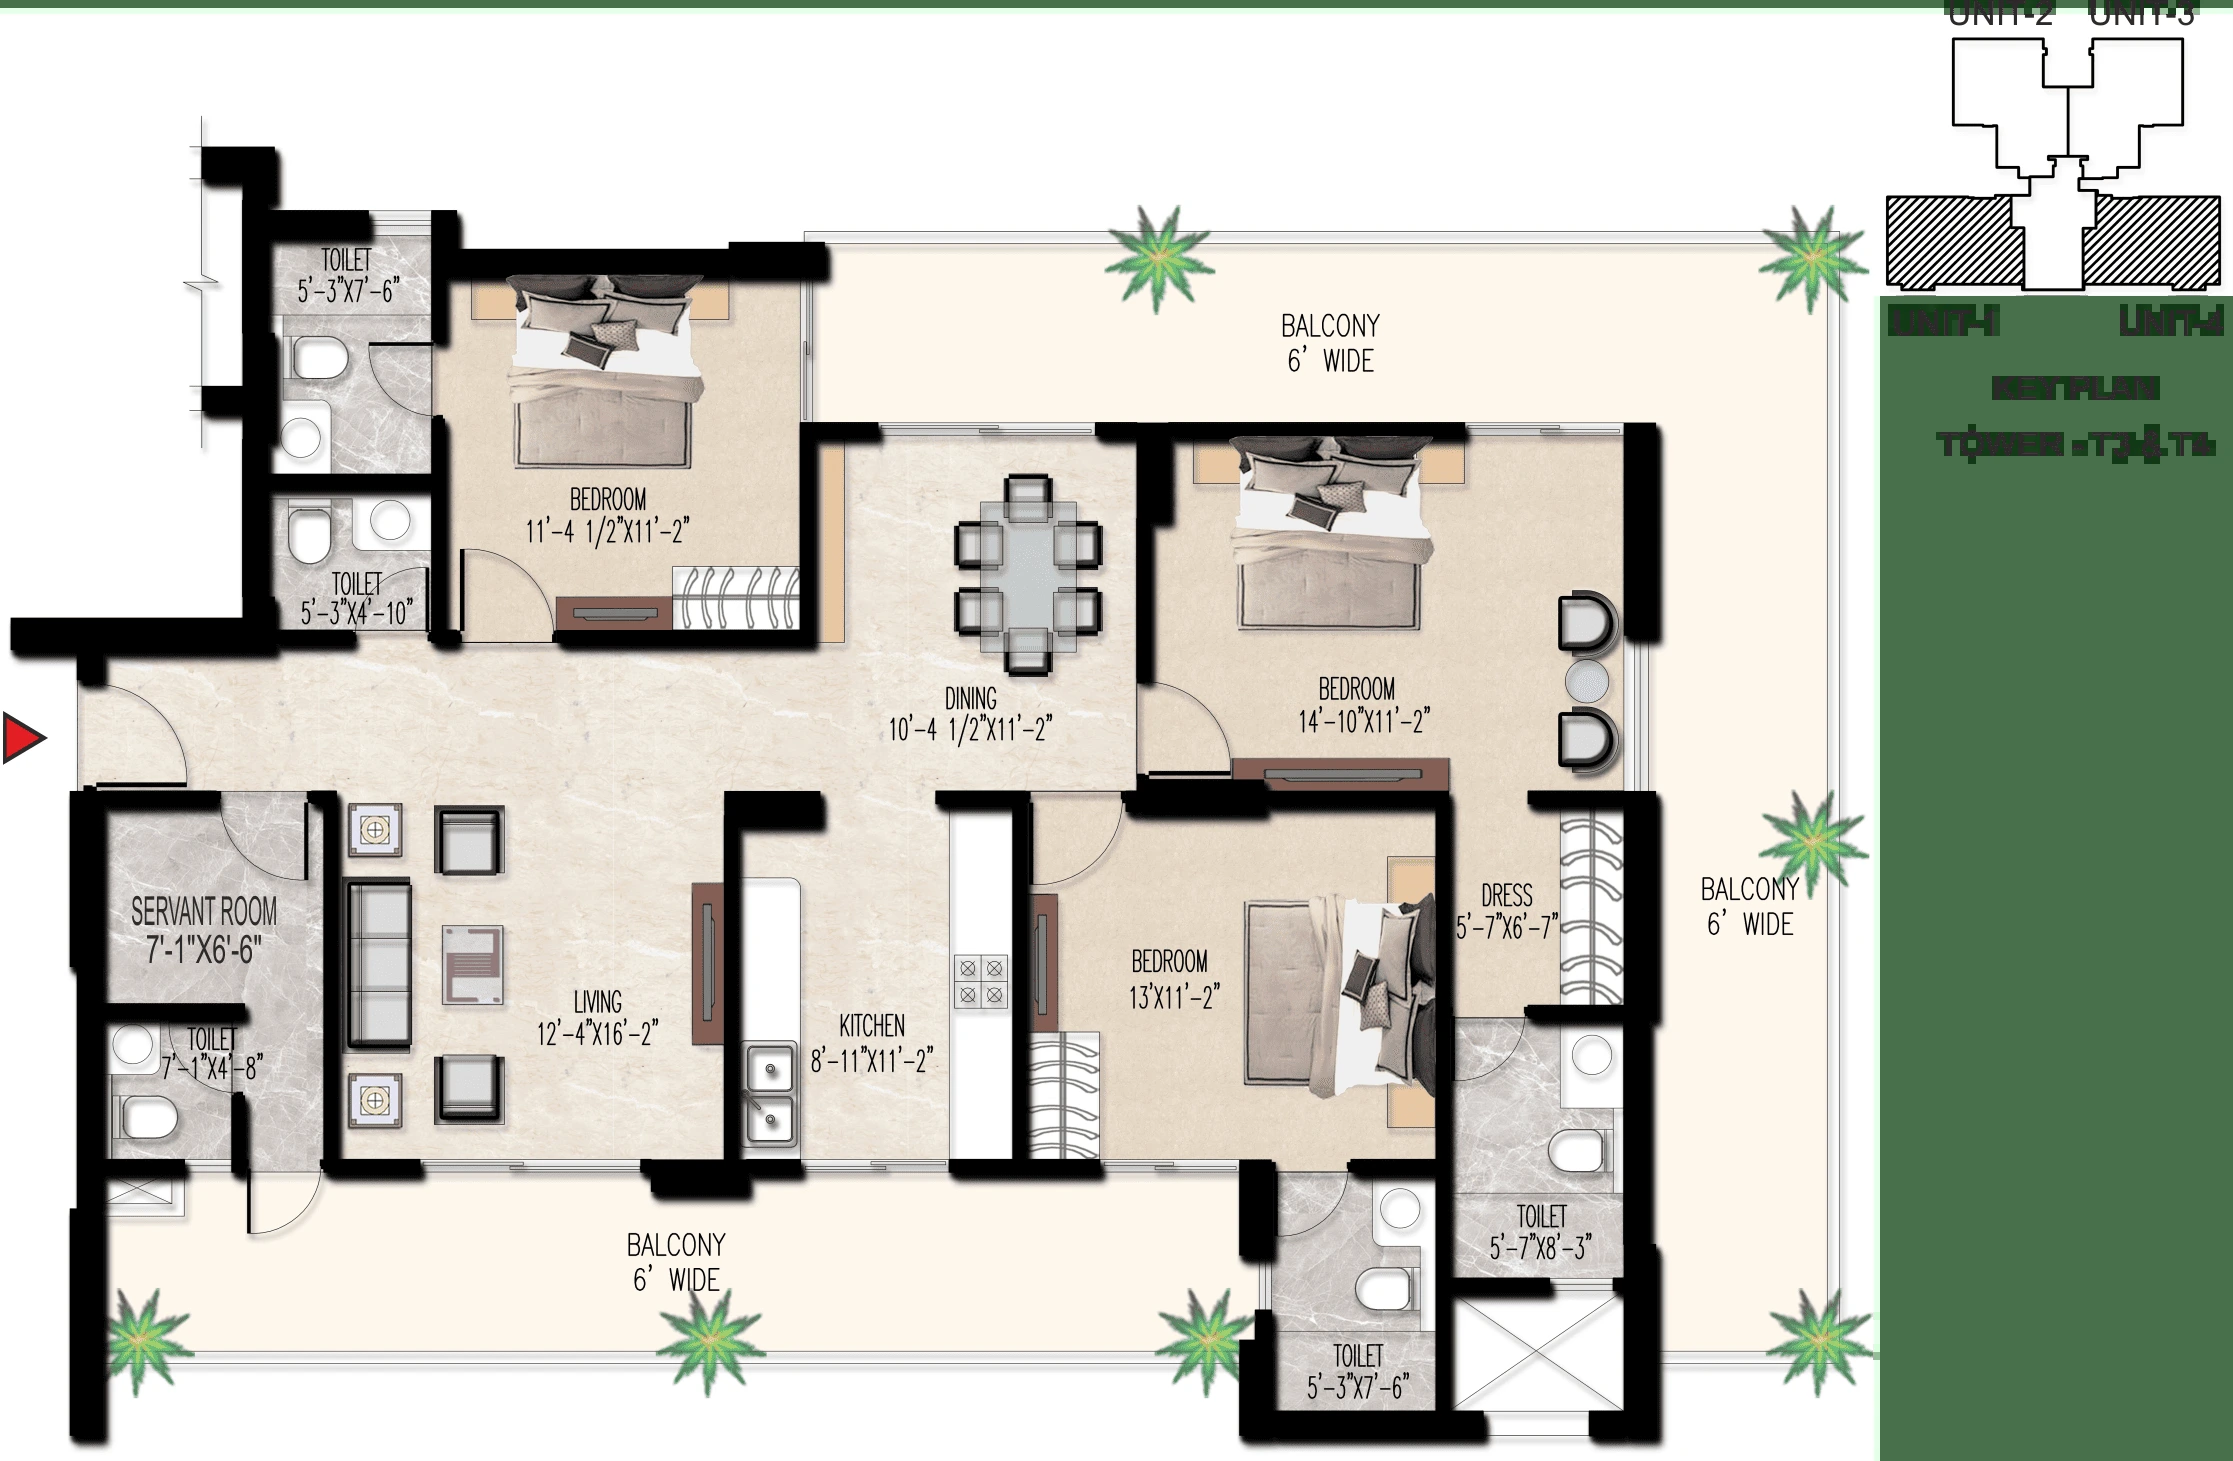 UNIT-2 UNIT-3
UNIT-1 UNIT-4
KEY PLAN
TOWER - T3 & T4
TOILET
5'-3"X7'-6"
BALCONY
6' WIDE
BEDROOM
11'-4 1/2"X11'-2"
TOILET
5'-3"X4'-10"
DINING
10'-4 1/2"X11'-2"
BEDROOM
14'-10"X11'-2"
SERVANT ROOM
7'-1"X6'-6"
LIVING
12'-4"X16'-2"
KITCHEN
8'-11"X11'-2"
BEDROOM
13'X11'-2"
DRESS
5'-7"X6'-7"
BALCONY
6' WIDE
TOILET
7'-1"X4'-8"
BALCONY
6' WIDE
TOILET
5'-7"X8'-3"
TOILET
5'-3"X7'-6"